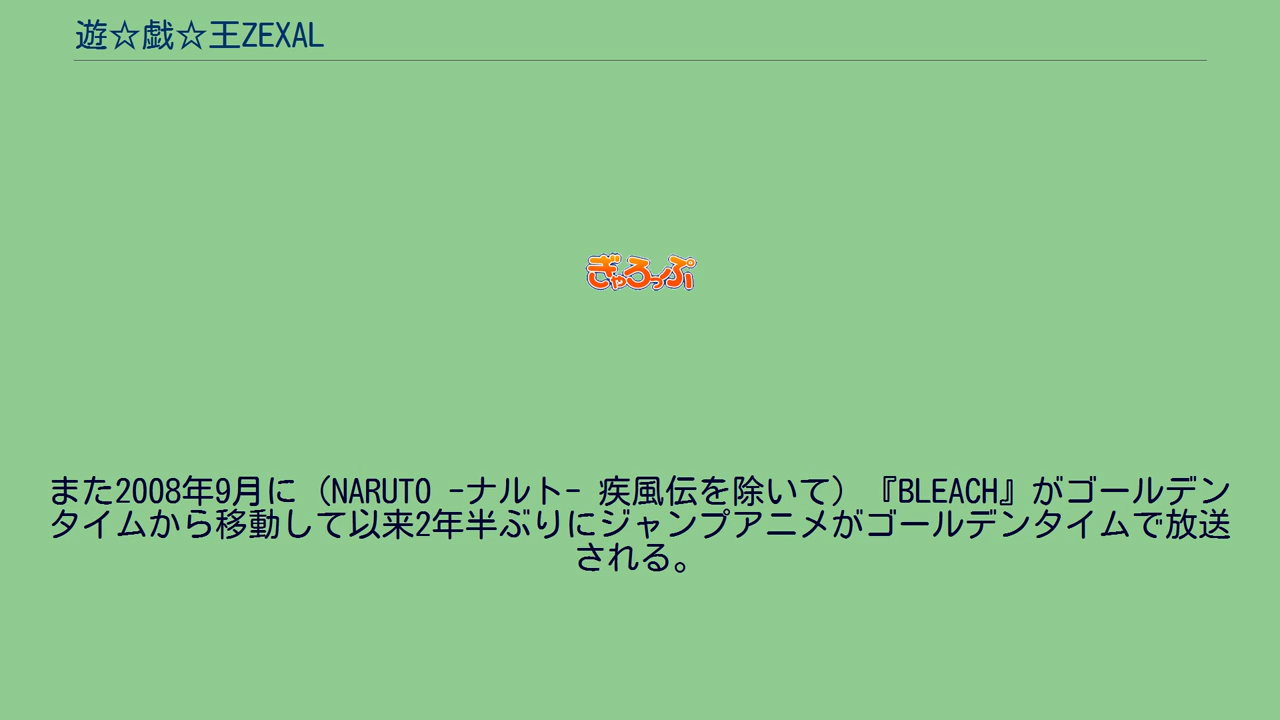 遊☆戯☆王ZEXAL
ぎゃろっぷ
また2008年9月に（NARUTO -ナルト- 疾風伝を除いて）『BLEACH』がゴールデン
タイムから移動して以来2年半ぶりにジャンプアニメがゴールデンタイムで放送
される。